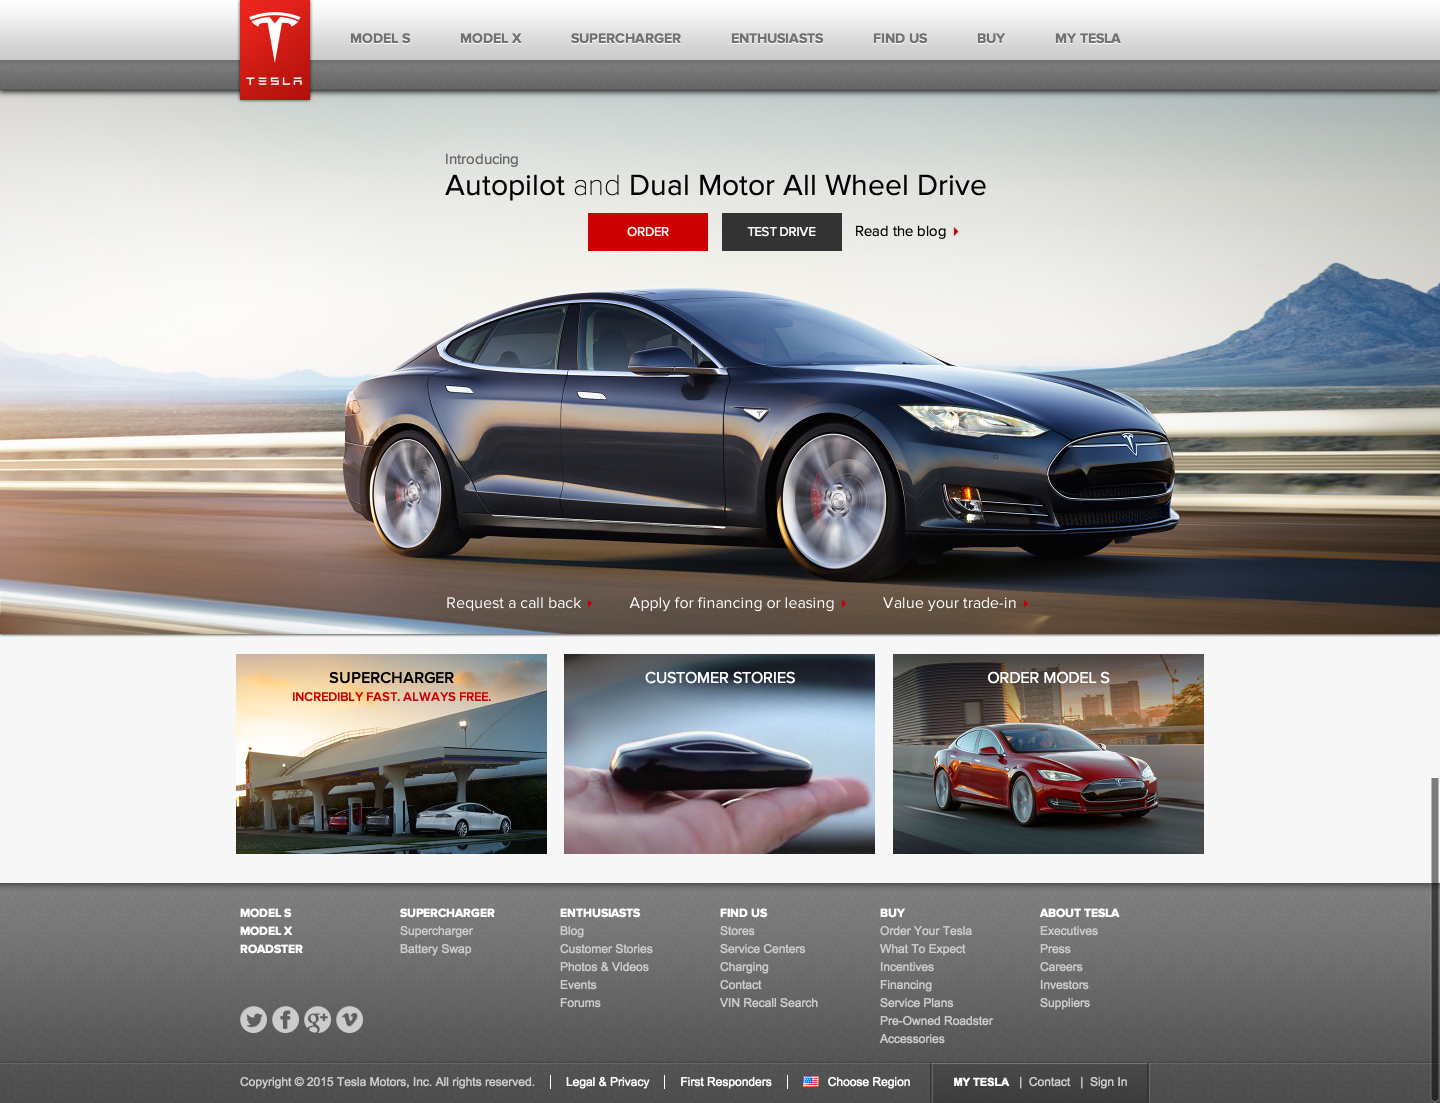 TESLA
MODEL S MODEL X SUPERCHARGER ENTHUSIASTS FIND US BUY MY TESLA
Introducing
Autopilot and Dual Motor All Wheel Drive
ORDER TEST DRIVE Read the blog
Request a call back Apply for financing or leasing Value your trade-in
SUPERCHARGER
INCREDIBLY FAST. ALWAYS FREE.
CUSTOMER STORIES
ORDER MODEL S
MODEL S
MODEL X
ROADSTER
SUPERCHARGER
Supercharger
Battery Swap
ENTHUSIASTS
Blog
Customer Stories
Photos & Videos
Events
Forums
FIND US
Stores
Service Centers
Charging
Contact
VIN Recall Search
BUY
Order Your Tesla
What To Expect
Incentives
Financing
Service Plans
Pre-Owned Roadster
Accessories
ABOUT TESLA
Executives
Press
Careers
Investors
Suppliers
Copyright © 2015 Tesla Motors, Inc. All rights reserved. | Legal & Privacy | First Responders | Choose Region MY TESLA | Contact | Sign In